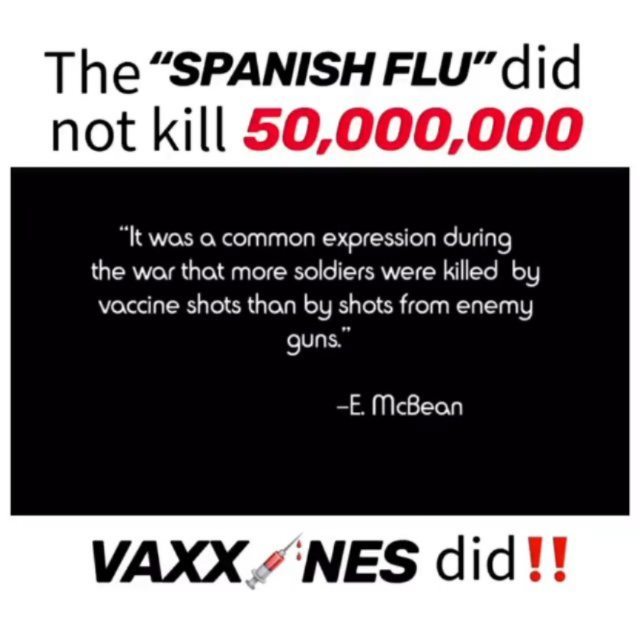 The “SPANISH FLU” did
not kill 50,000,000
“It was a common expression during
the war that more soldiers were killed by
vaccine shots than by shots from enemy
guns.”
–E. McBean
VAXX💉NES did‼️